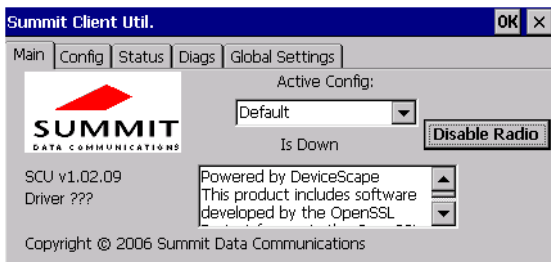 Summit Client Util.
OK ×
Main Config Status Diags Global Settings
Active Config:
Default
SUMMIT
DATA COMMUNICATIONS
Is Down
Disable Radio
SCU v1.02.09
Driver ???
Powered by DeviceScape
This product includes software
developed by the OpenSSL
Copyright © 2006 Summit Data Communications